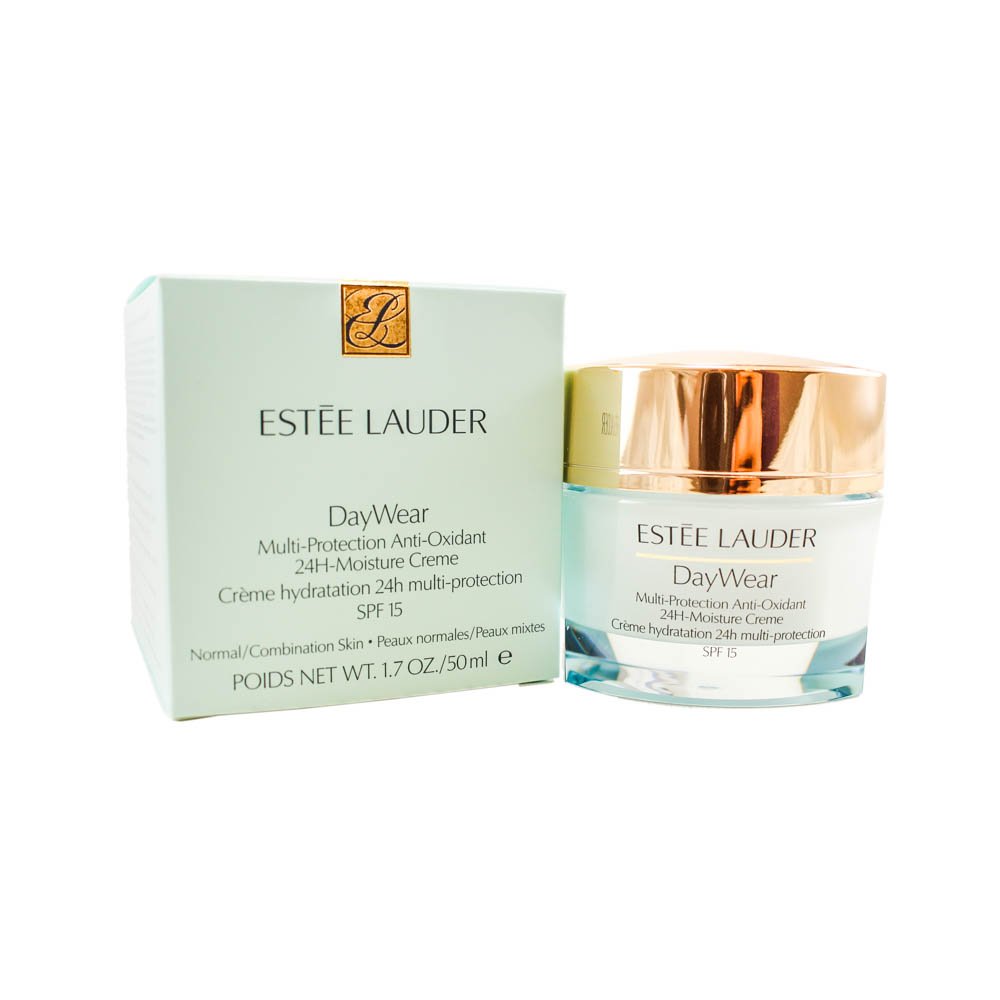 ESTĒE LAUDER
DayWear
Multi-Protection Anti-Oxidant
24H-Moisture Creme
Crème hydratation 24h multi-protection
SPF 15
Normal/Combination Skin • Peaux normales/Peaux mixtes
POIDS NET WT. 1.7 OZ./50 ml ℮
ESTĒE LAUDER
DayWear
Multi-Protection Anti-Oxidant
24H-Moisture Creme
Crème hydratation 24h multi-protection
SPF 15